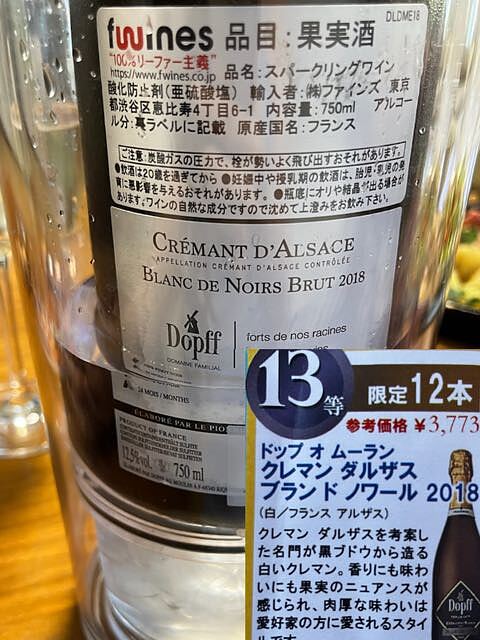 fwines 品目:果実酒
DLDME18
"100%リーファー主義"
https://www.fwines.co.jp 品名:スパークリングワイン
酸化防止剤(亜硫酸塩) 輸入者:㈱ファインズ 東京
都渋谷区恵比寿4丁目6-1 内容量:750ml アルコー
ル分:裏ラベルに記載 原産国名:フランス
ご注意:炭酸ガスの圧力で、栓が勢いよく飛び出すおそれがあります。
●飲酒は20歳を過ぎてから ●妊娠中や授乳期の飲酒は、胎児・乳児の発
育に悪影響を与えるおそれがあります。●瓶底にオリや結晶が出る場合が
あります。ワインの自然な成分ですので沈めて上澄みをお飲み下さい。
CRÉMANT D'ALSACE
APPELLATION CRÉMANT D'ALSACE CONTRÔLÉE
BLANC DE NOIRS BRUT 2018
Dopff
DOMAINE FAMILIAL
forts de nos racines
24 MOIS / MONTHS
ÉLABORÉ PAR LE PIO
PRODUCT OF FRANCE
12,5%vol. 750 ml
13等 限定12本
参考価格 ¥3,773
ドップ オ ムーラン
クレマン ダルザス
ブラン ド ノワール 2018
(白/フランス アルザス)
クレマン ダルザスを考案し
た名門が黒ブドウから造る
白いクレマン。香りにも味わ
いにも果実のニュアンスが
感じられ、肉厚な味わいは
愛好家の方に愛されるスタイ
ルです。
Dopff